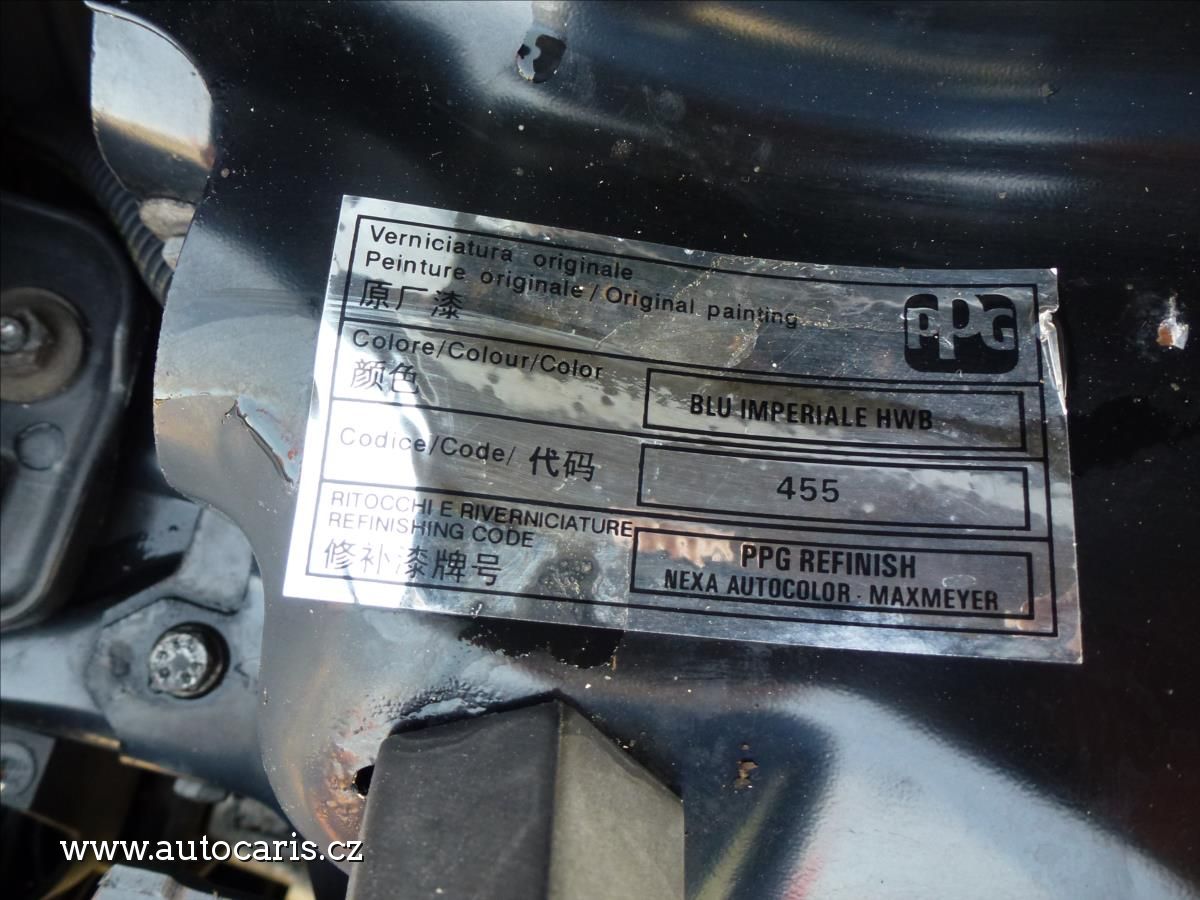 Verniciatura originale
Peinture originale / Original painting
原厂漆
PPG
Colore/Colour/Color
颜色
BLU IMPERIALE HWB
Codice/Code/ 代码
455
RITOCCHI E RIVERNICIATURE
REFINISHING CODE
修补漆牌号
PPG REFINISH
NEXA AUTOCOLOR - MAXMEYER
www.autocaris.cz